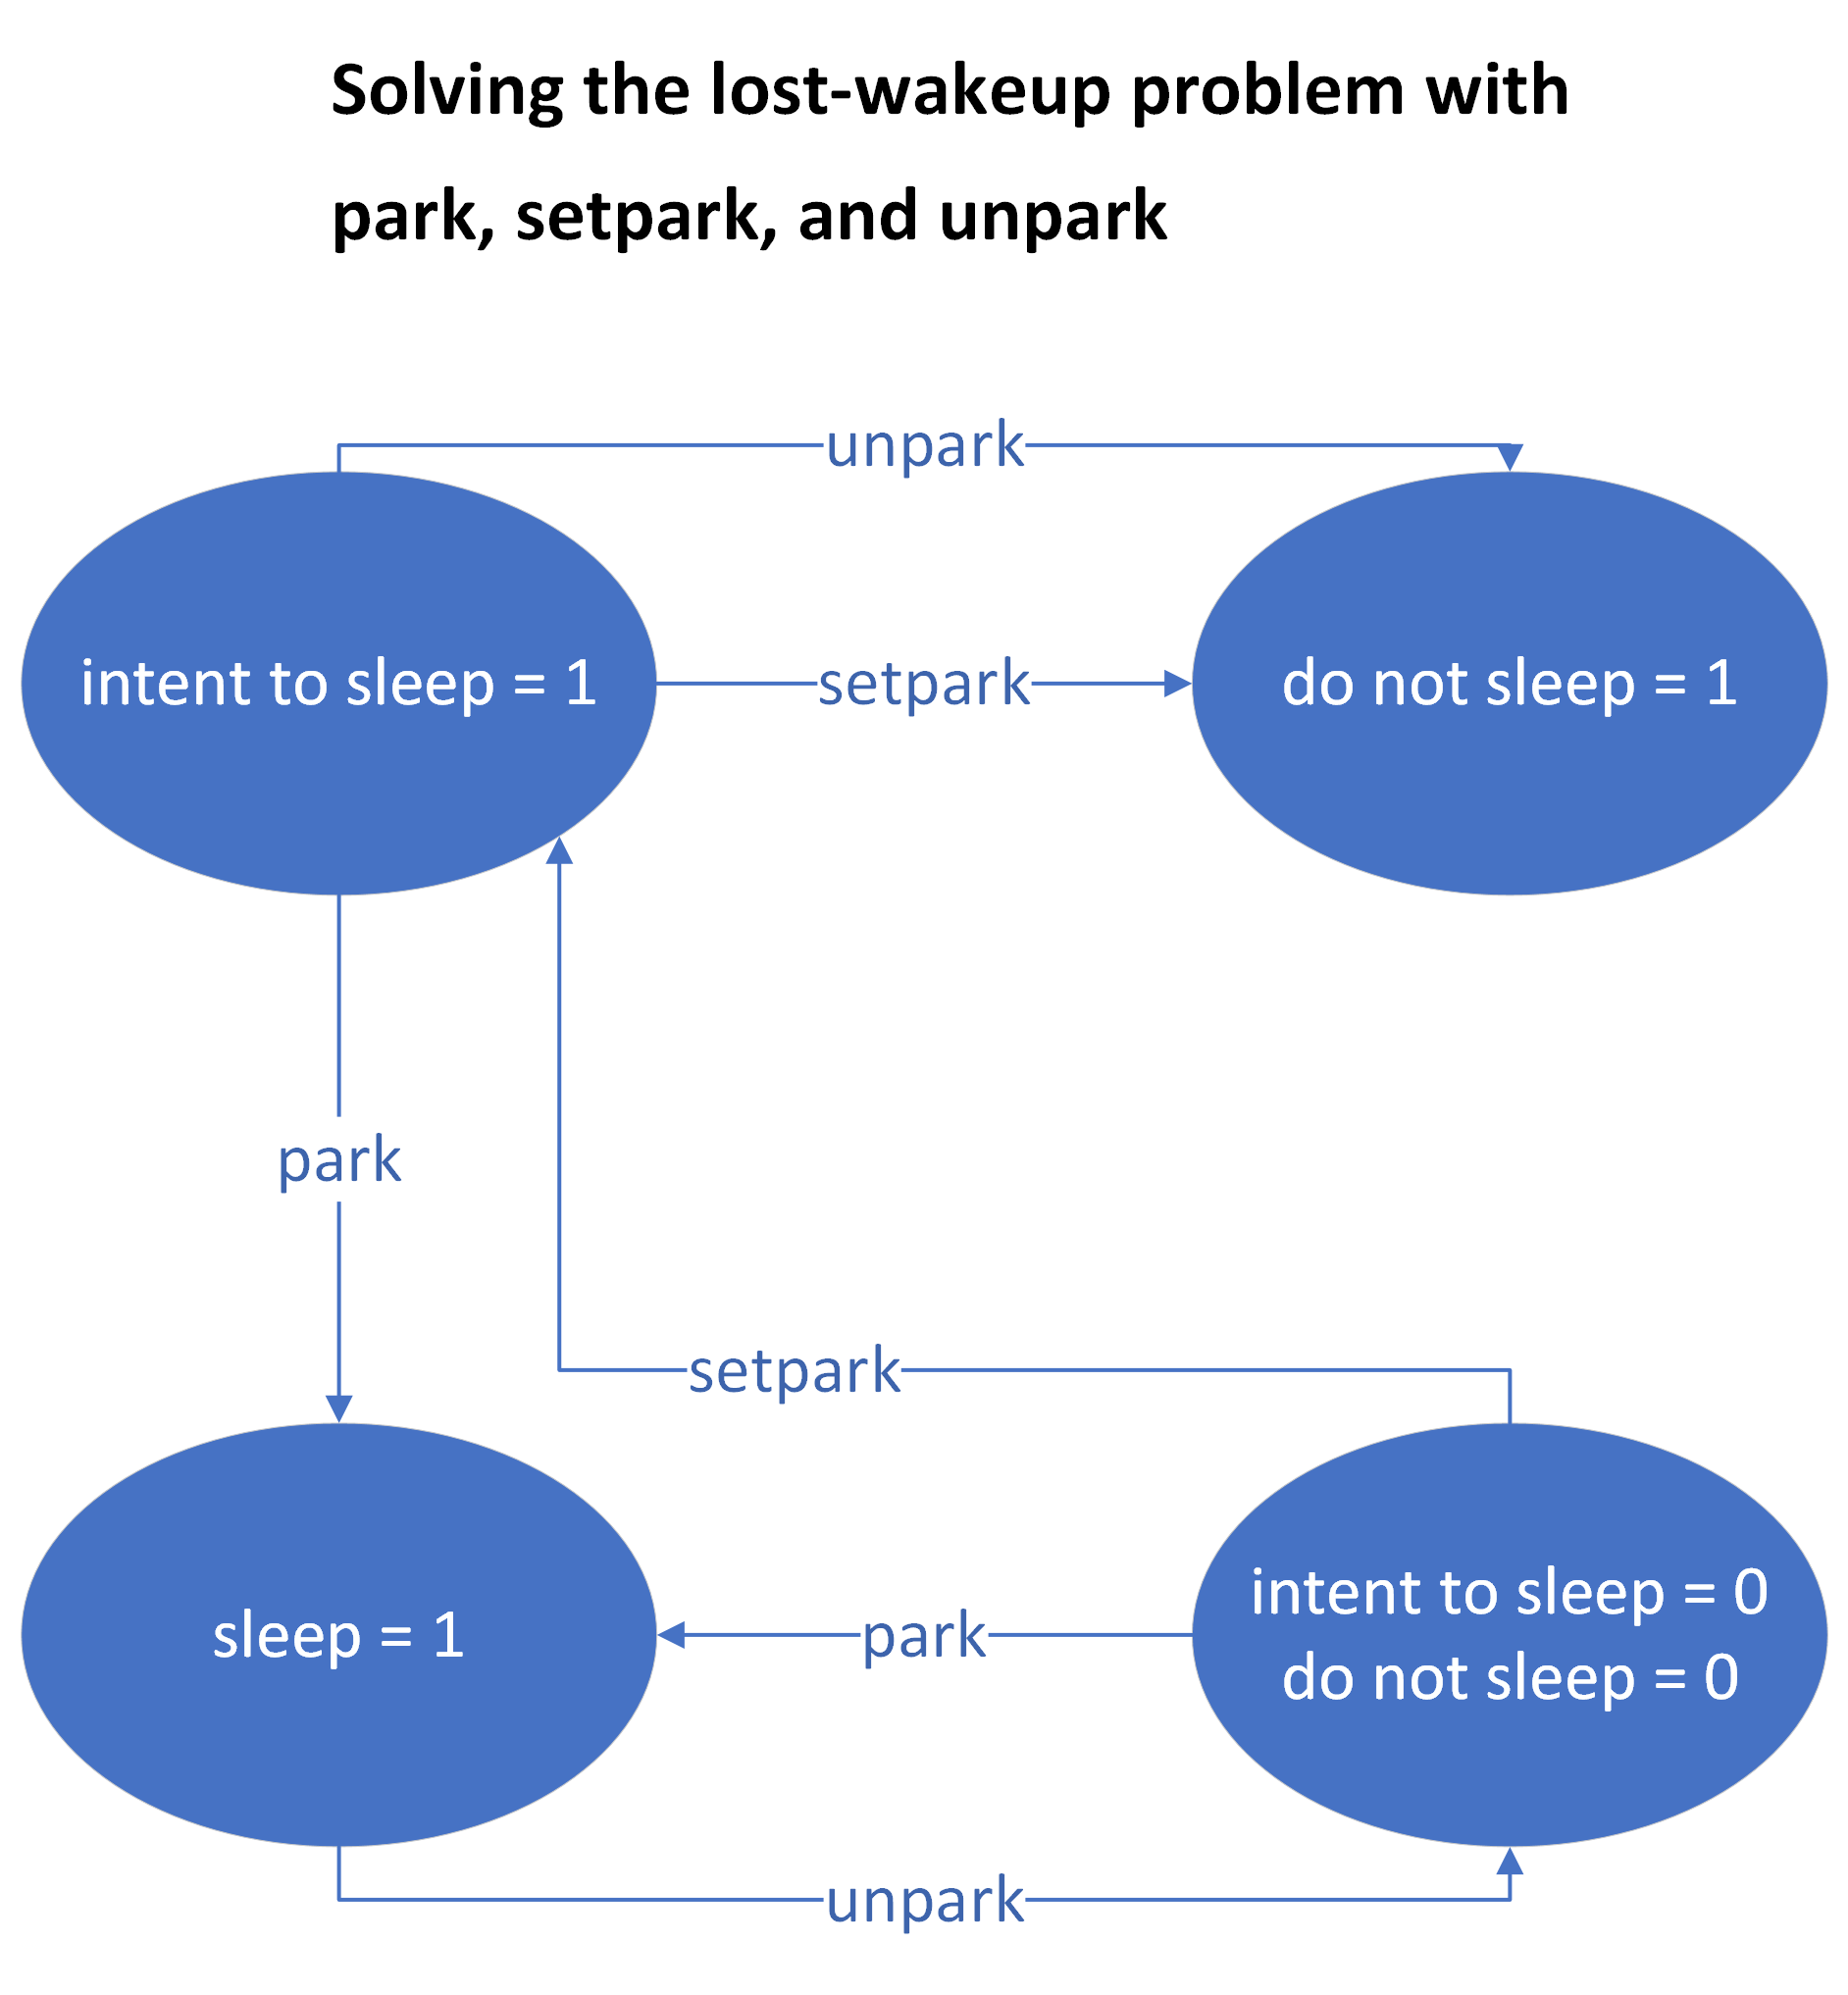 Solving the lost-wakeup problem with
park, setpark, and unpark
unpark
intent to sleep = 1
setpark
do not sleep = 1
park
setpark
sleep = 1
park
intent to sleep = 0
do not sleep = 0
unpark